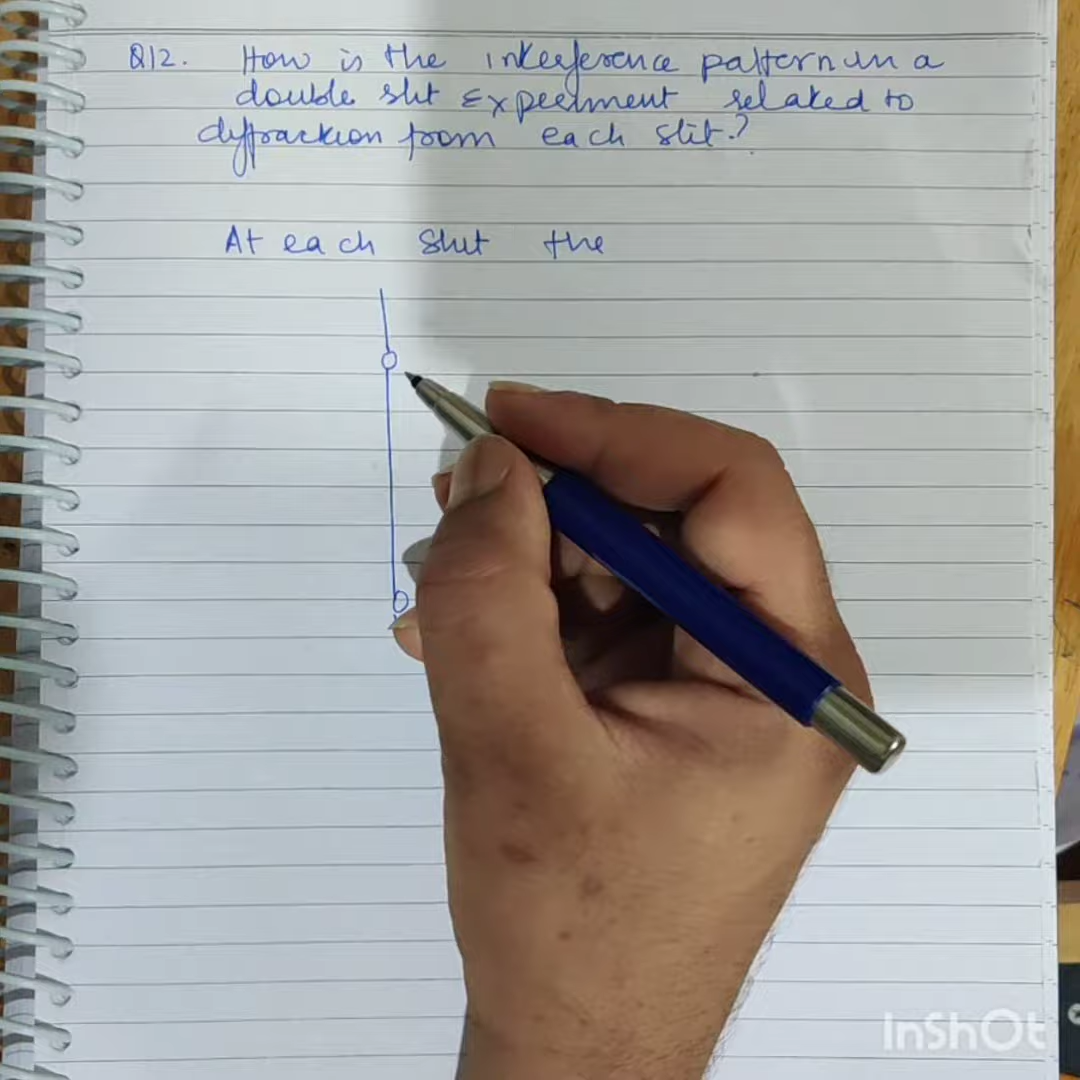 Q12. How is the interference pattern in a
double slit Experiment related to
diffraction from each slit?
At each slit the
InShOt